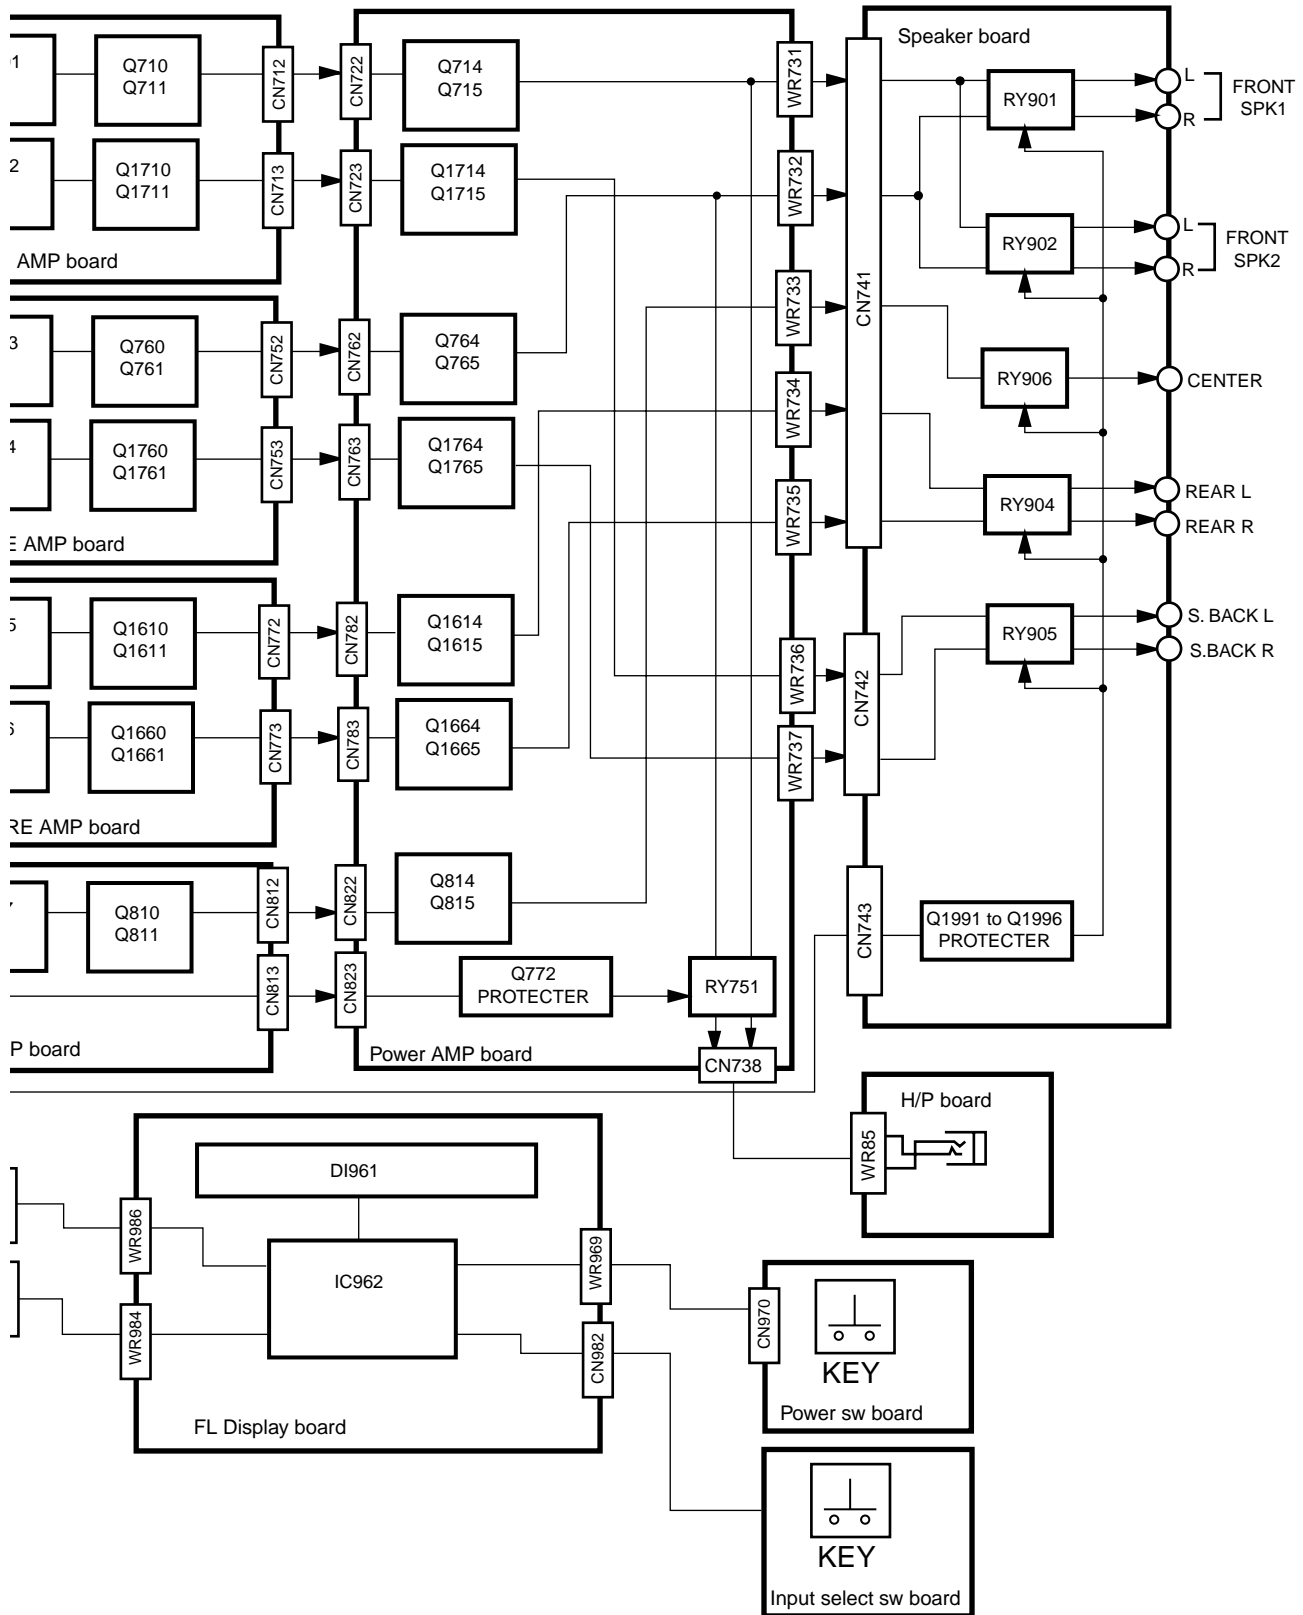 Speaker board
Q710
Q711
CN712
CN722
Q714
Q715
WR731
RY901
L
R
FRONT
SPK1
Q1710
Q1711
CN713
CN723
Q1714
Q1715
WR732
RY902
L
R
FRONT
SPK2
AMP board
WR733
CN741
3
Q760
Q761
CN752
CN762
Q764
Q765
WR734
RY906
CENTER
Q1760
Q1761
CN753
CN763
Q1764
Q1765
WR735
RY904
REAR L
REAR R
E AMP board
5
Q1610
Q1611
CN772
CN782
Q1614
Q1615
WR736
CN742
RY905
S. BACK L
S.BACK R
Q1660
Q1661
CN773
CN783
Q1664
Q1665
WR737
RE AMP board
Q810
Q811
CN812
CN822
Q814
Q815
CN743
Q1991 to Q1996
PROTECTER
CN813
CN823
Q772
PROTECTER
RY751
P board
Power AMP board
CN738
H/P board
WR85
DI961
WR986
IC962
WR969
WR984
CN982
FL Display board
CN970
KEY
Power sw board
KEY
Input select sw board